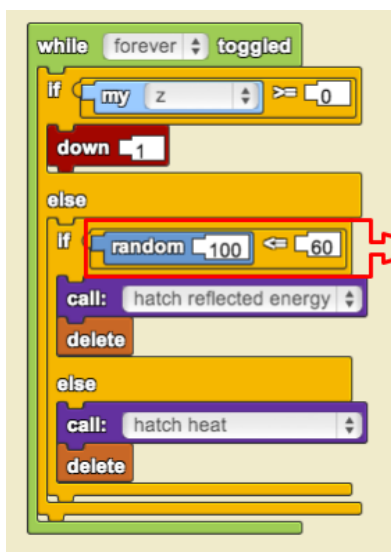 while forever toggled
if my z >= 0
down 1
else
if random 100 <= 60
call: hatch reflected energy
delete
else
call: hatch heat
delete